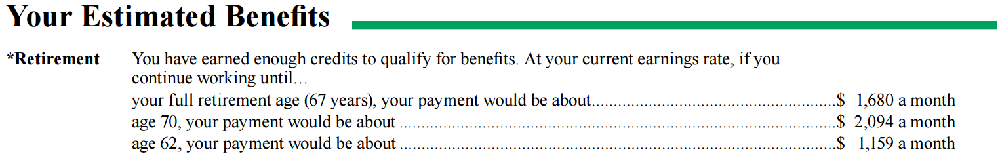 Your Estimated Benefits
*Retirement You have earned enough credits to qualify for benefits. At your current earnings rate, if you
continue working until…
your full retirement age (67 years), your payment would be about.........................................................$ 1,680 a month
age 70, your payment would be about .....................................................................................................$ 2,094 a month
age 62, your payment would be about .....................................................................................................$ 1,159 a month